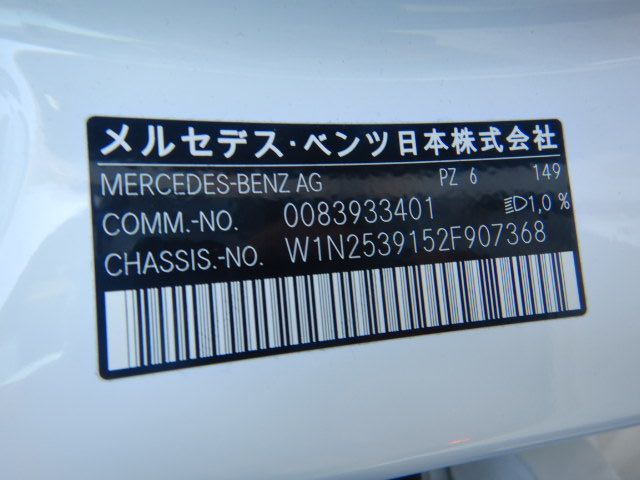 メルセデス・ベンツ日本株式会社
MERCEDES-BENZ AG PZ 6 149
COMM.-NO. 0083933401 1,0 %
CHASSIS.-NO. W1N2539152F907368